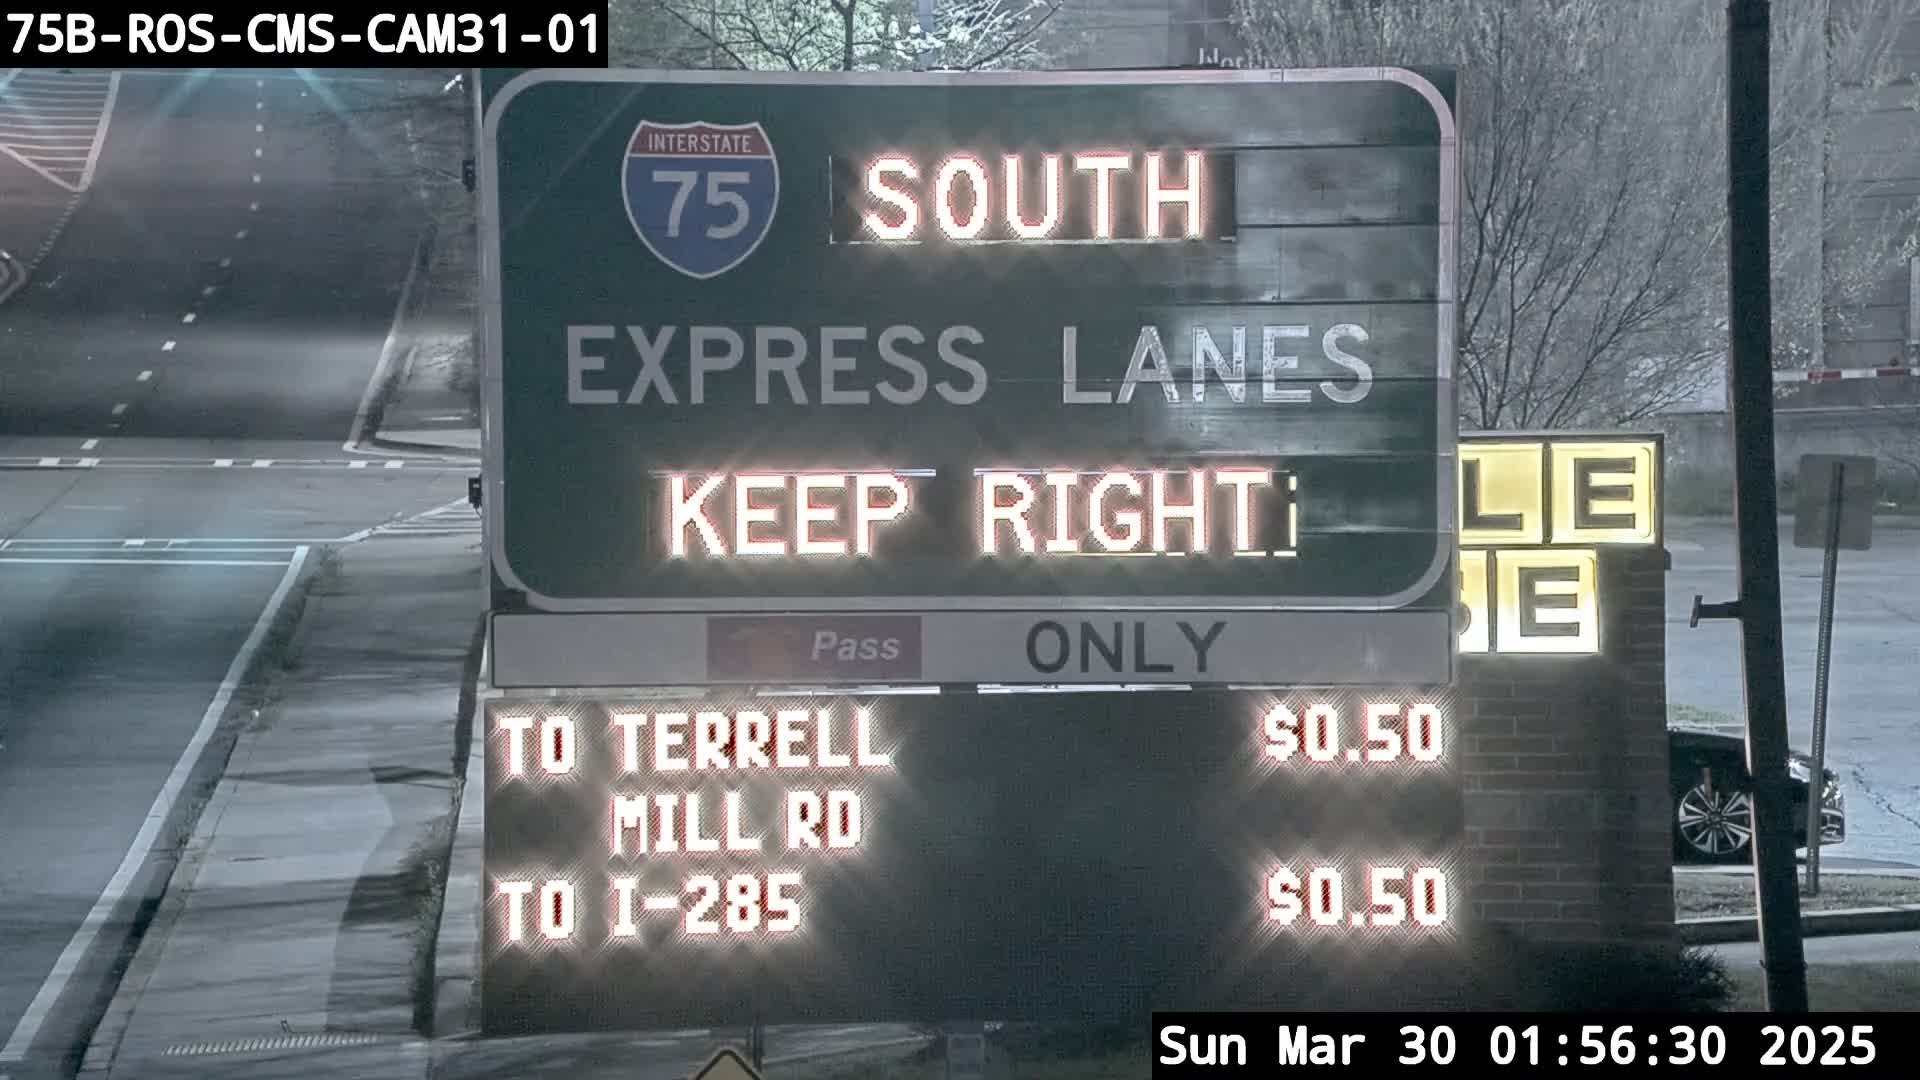 75B-ROS-CMS-CAM31-01
INTERSTATE
75
SOUTH
EXPRESS LANES
KEEP RIGHT
Pass ONLY
LE
E
TO TERRELL $0.50
MILL RD
TO I-285 $0.50
Sun Mar 30 01:56:30 2025